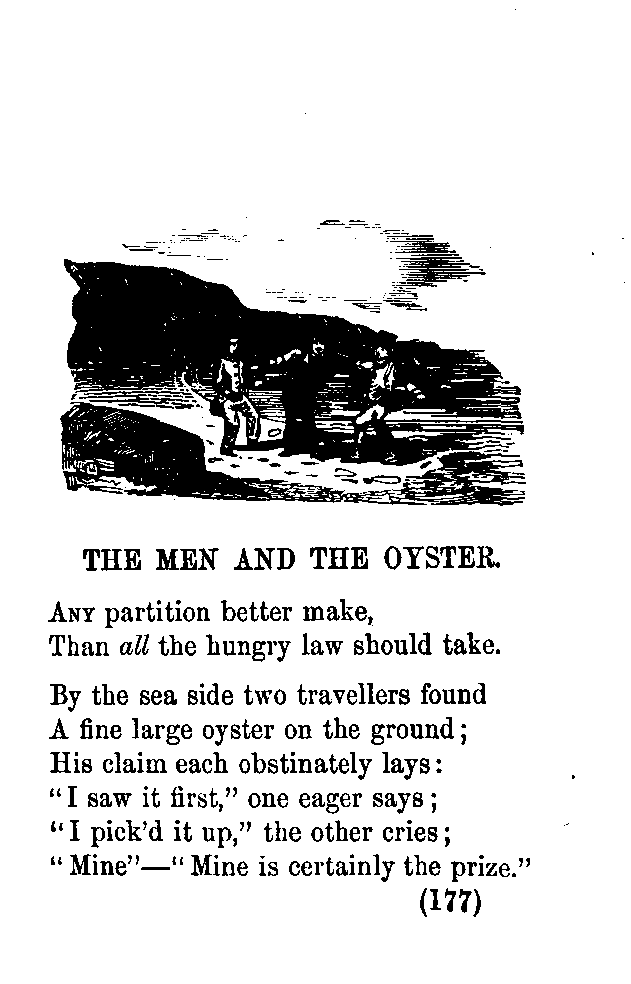 THE MEN AND THE OYSTER.
ANY partition better make,
Than all the hungry law should take.
By the sea side two travellers found
A fine large oyster on the ground;
His claim each obstinately lays:
“I saw it first,” one eager says;
“I pick’d it up,” the other cries;
“Mine”—“Mine is certainly the prize.”
(177)